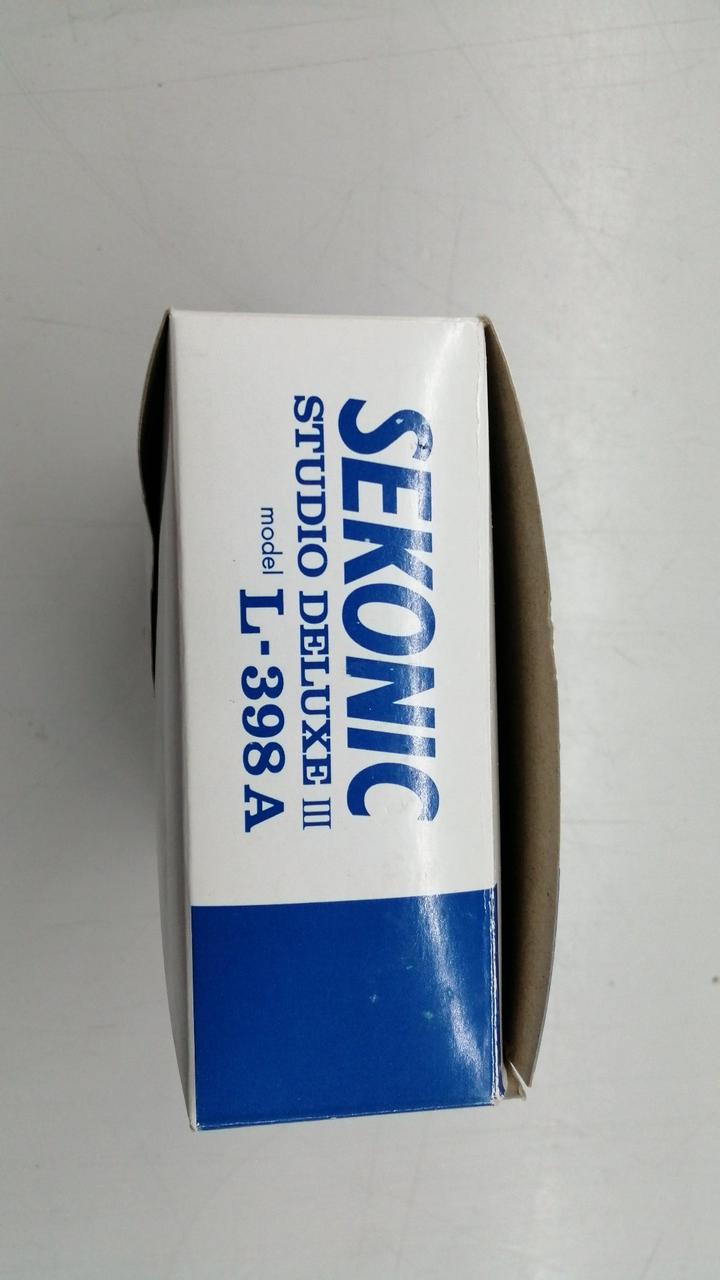 SEKONIC
STUDIO DELUXE III
model L-398A